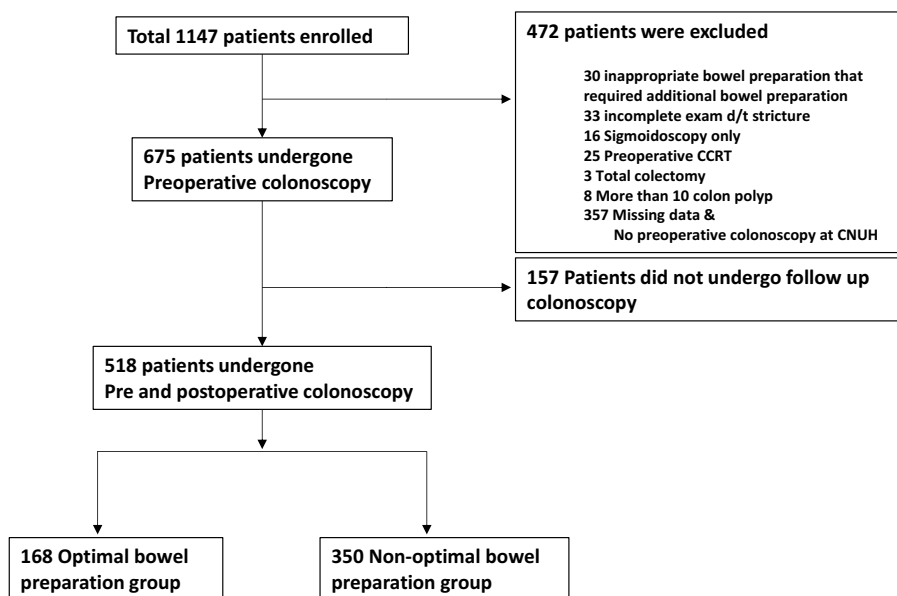 Total 1147 patients enrolled
472 patients were excluded
30 inappropriate bowel preparation that
required additional bowel preparation
33 incomplete exam d/t stricture
16 Sigmoidoscopy only
25 Preoperative CCRT
3 Total colectomy
8 More than 10 colon polyp
357 Missing data &
No preoperative colonoscopy at CNUH
675 patients undergone
Preoperative colonoscopy
157 Patients did not undergo follow up
colonoscopy
518 patients undergone
Pre and postoperative colonoscopy
168 Optimal bowel
preparation group
350 Non-optimal bowel
preparation group